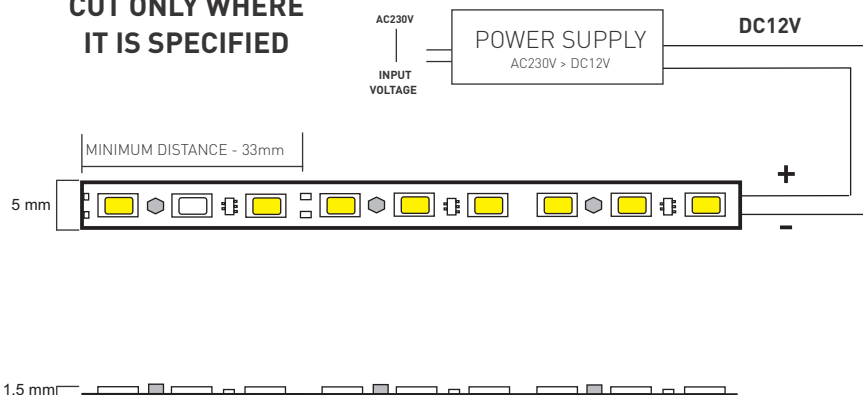 CUT ONLY WHERE
IT IS SPECIFIED
AC230V
INPUT
VOLTAGE
POWER SUPPLY
AC230V > DC12V
DC12V
MINIMUM DISTANCE - 33mm
5 mm
+
-
1.5 mm